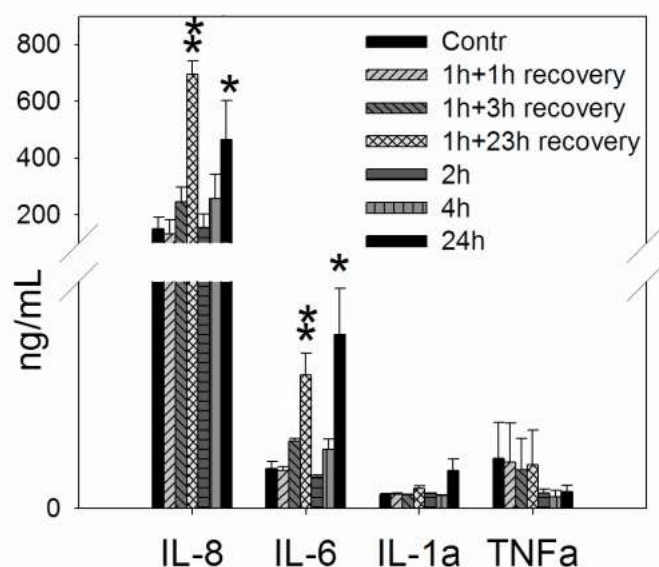 800
600
400
200
0
ng/mL
**
*
**
*
Contr
1h+1h recovery
1h+3h recovery
1h+23h recovery
2h
4h
24h
IL-8 IL-6 IL-1a TNFa